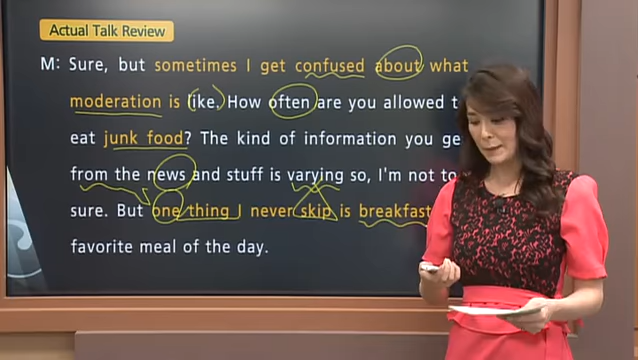 Actual Talk Review
M: Sure, but sometimes I get confused about what
moderation is like. How often are you allowed t
eat junk food? The kind of information you ge
from the news and stuff is varying so, I'm not to
sure. But one thing I never skip is breakfast
favorite meal of the day.